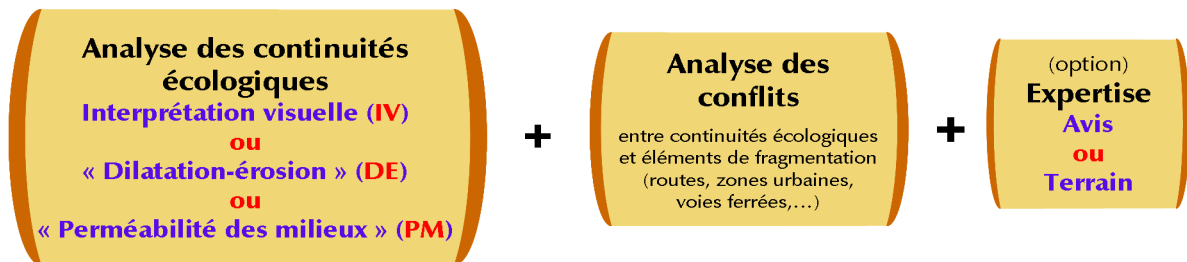 Analyse des continuités
écologiques
Interprétation visuelle (IV)
ou
« Dilatation-érosion » (DE)
ou
« Perméabilité des milieux » (PM)
+
Analyse des
conflits
entre continuités écologiques
et éléments de fragmentation
(routes, zones urbaines,
voies ferrées,...)
+
(option)
Expertise
Avis
ou
Terrain